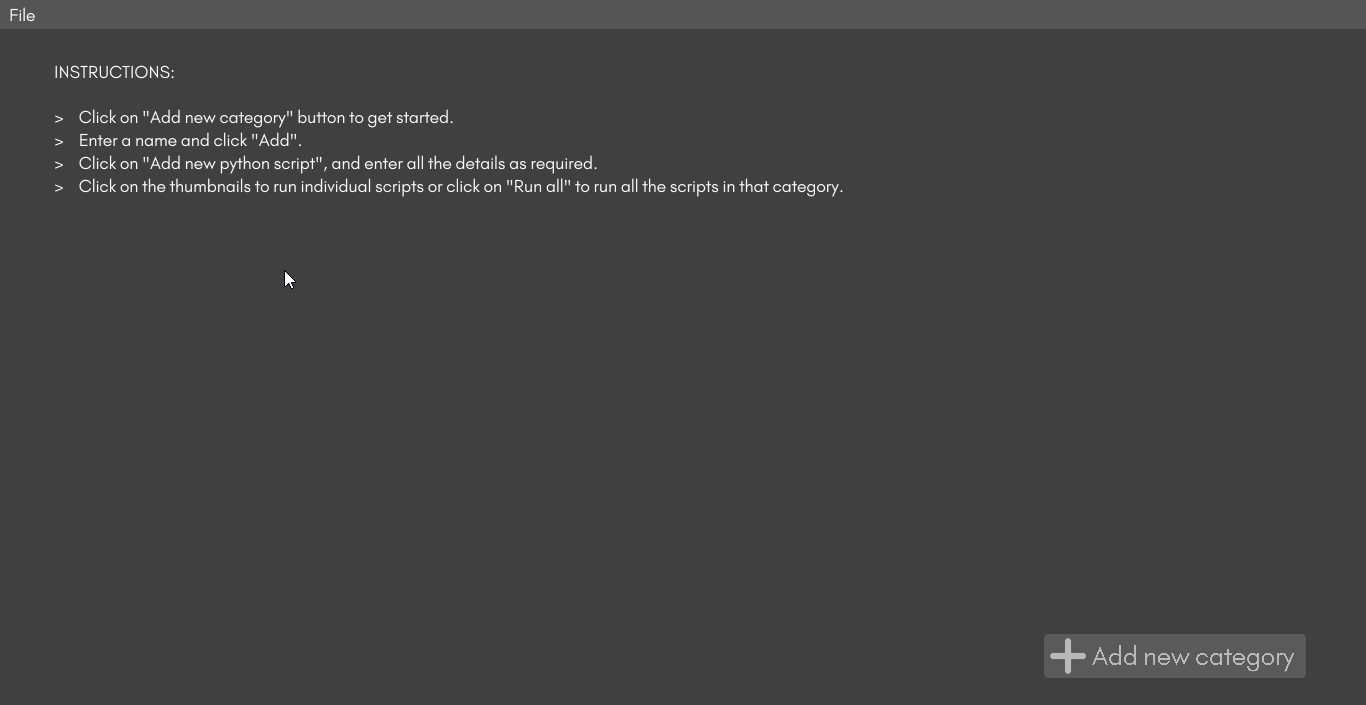 File
INSTRUCTIONS:
> Click on "Add new category" button to get started.
> Enter a name and click "Add".
> Click on "Add new python script", and enter all the details as required.
> Click on the thumbnails to run individual scripts or click on "Run all" to run all the scripts in that category.
Add new category